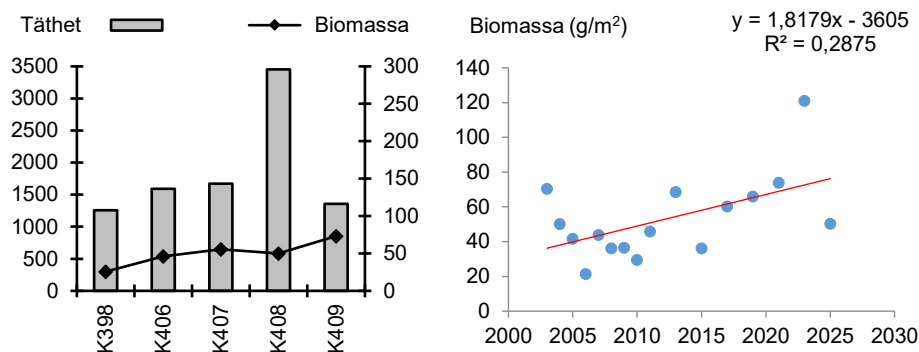 Täthet Biomassa
3500
3000
2500
2000
1500
1000
500
0
300
250
200
150
100
50
0
K398
K406
K407
K408
K409
Biomassa (g/m²)
y = 1,8179x - 3605
R² = 0,2875
140
120
100
80
60
40
20
0
2000 2005 2010 2015 2020 2025 2030